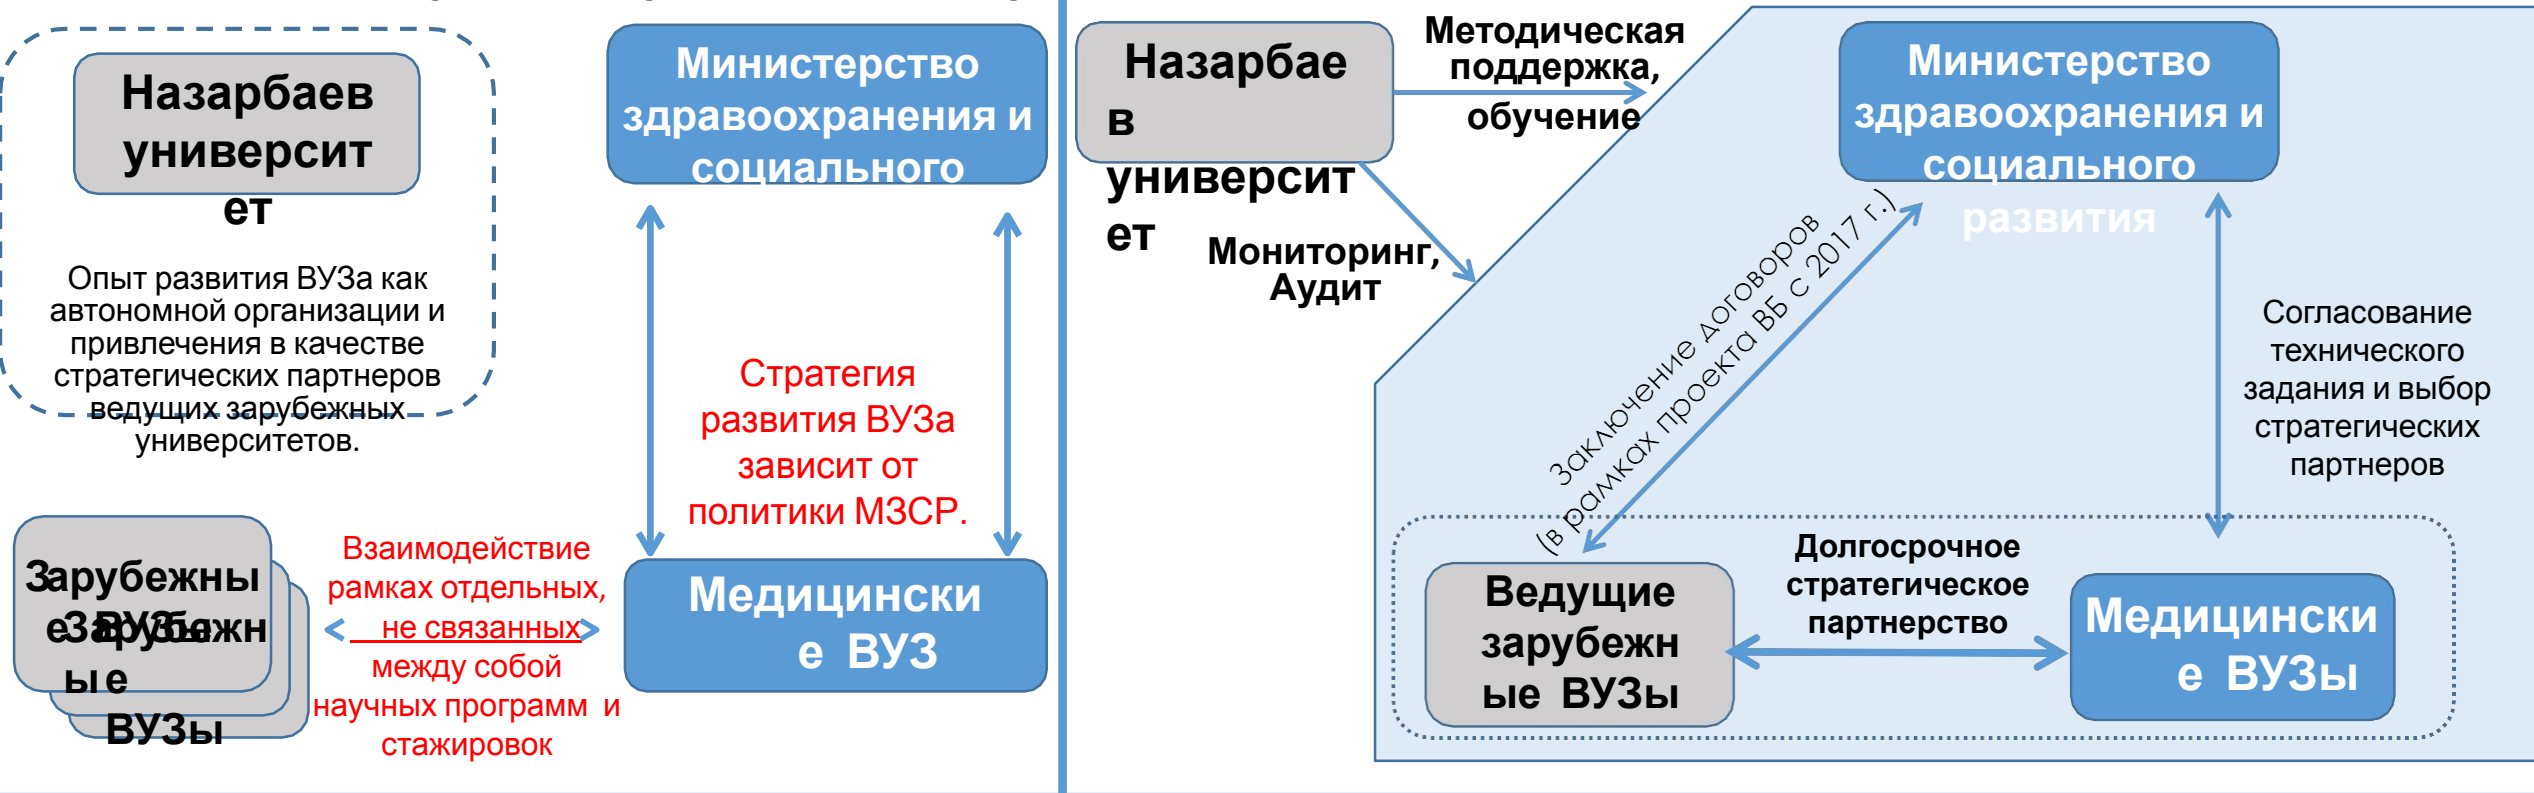 Назарбаев
университ
ет
Опыт развития ВУЗа как
автономной организации и
привлечения в качестве
стратегических партнеров
ведущих зарубежных
университетов.
Министерство
здравоохранения и
социального
Стратегия
развития ВУЗа
зависит от
политики МЗСР.
Зарубежны
е ВУЗы
Зарубежн
ые
ВУЗы
Взаимодействие
рамках отдельных,
не связанных
между собой
научных программ и
стажировок
Медицински
е ВУЗ
Назарбае
в
университ
ет
Методическая
поддержка,
обучение
Мониторинг,
Аудит
Министерство
здравоохранения и
социального
развития
Заключение договоров
(в рамках проекта ВБ с 2017 г.)
Согласование
технического
задания и выбор
стратегических
партнеров
Ведущие
зарубежн
ые ВУЗы
Долгосрочное
стратегическое
партнерство
Медицински
е ВУЗы